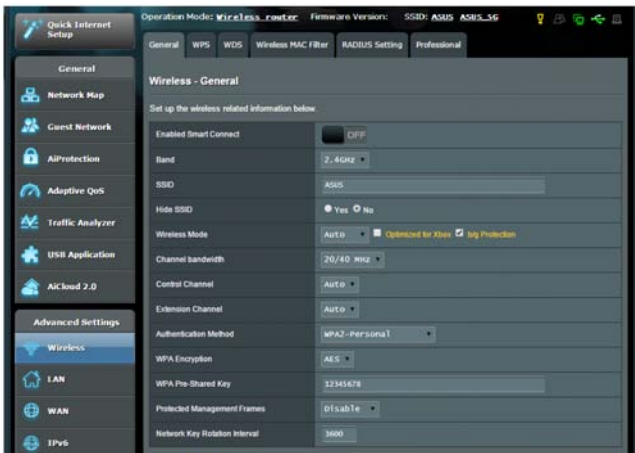 Quick Internet
Setup
Operation Mode: Wireless router Firmware Version: SSID: ASUS ASUS_5G
General WPS WDS Wireless MAC Filter RADIUS Setting Professional
General
Network Map
Guest Network
AiProtection
Adaptive QoS
Traffic Analyzer
USB Application
AiCloud 2.0
Advanced Settings
Wireless
LAN
WAN
IPv6
Wireless - General
Set up the wireless related information below.
Enabled Smart Connect OFF
Band 2.4GHz
SSID ASUS
Hide SSID Yes No
Wireless Mode Auto Optimized for Xbox b/g Protection
Channel bandwidth 20/40 MHz
Control Channel Auto
Extension Channel Auto
Authentication Method WPA2-Personal
WPA Encryption AES
WPA Pre-Shared Key 12345678
Protected Management Frames Disable
Network Key Rotation Interval 3600